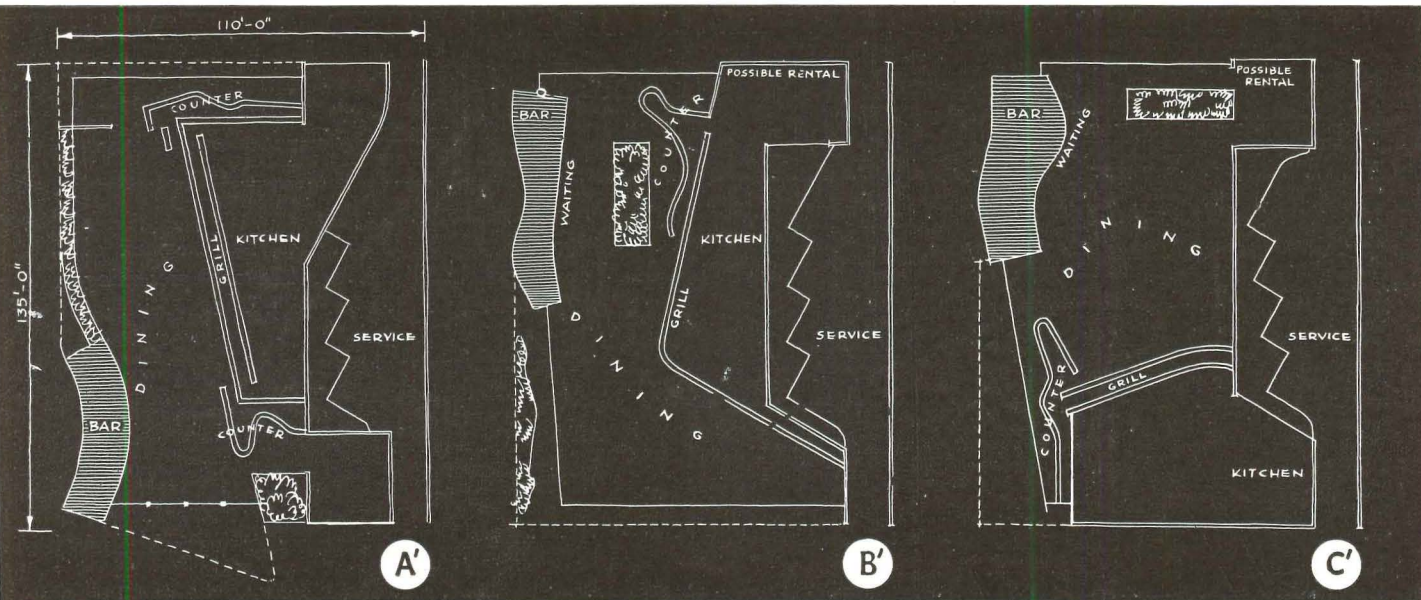 110'-0"
135'-0"
COUNTER
GRILL
KITCHEN
DINING
SERVICE
BAR
COUNTER
A'
POSSIBLE RENTAL
BAR
WAITING
COUNTER
KITCHEN
GRILL
DINING
SERVICE
B'
POSSIBLE
RENTAL
BAR
WAITING
DINING
SERVICE
COUNTER
GRILL
KITCHEN
C'